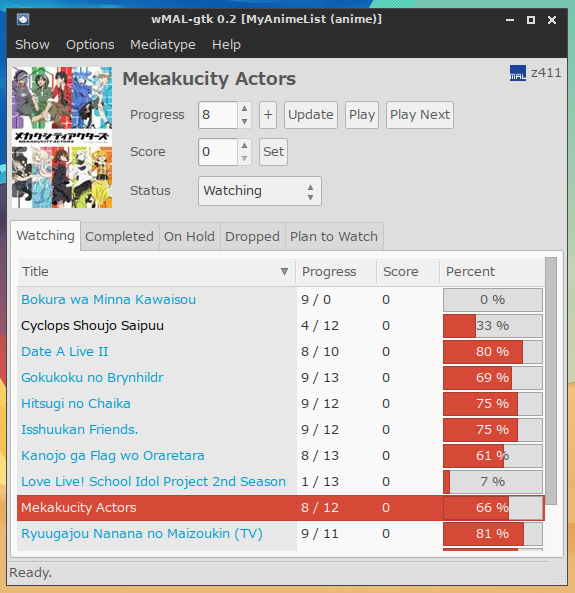 wMAL-gtk 0.2 [MyAnimeList (anime)]
Show Options Mediatype Help
Mekakucity Actors
MAL z411
Progress 8 + Update Play Play Next
メカクシティアクターズ
MEKAKUCITY ACTORS
Score 0 Set
Status Watching
Watching Completed On Hold Dropped Plan to Watch
Title Progress Score Percent
Bokura wa Minna Kawaisou 9 / 0 0 0 %
Cyclops Shoujo Saipuu 4 / 12 0 33 %
Date A Live II 8 / 10 0 80 %
Gokukoku no Brynhildr 9 / 13 0 69 %
Hitsugi no Chaika 9 / 12 0 75 %
Isshuukan Friends. 9 / 12 0 75 %
Kanojo ga Flag wo Oraretara 8 / 13 0 61 %
Love Live! School Idol Project 2nd Season 1 / 13 0 7 %
Mekakucity Actors 8 / 12 0 66 %
Ryuugajou Nanana no Maizoukin (TV) 9 / 11 0 81 %
Ready.